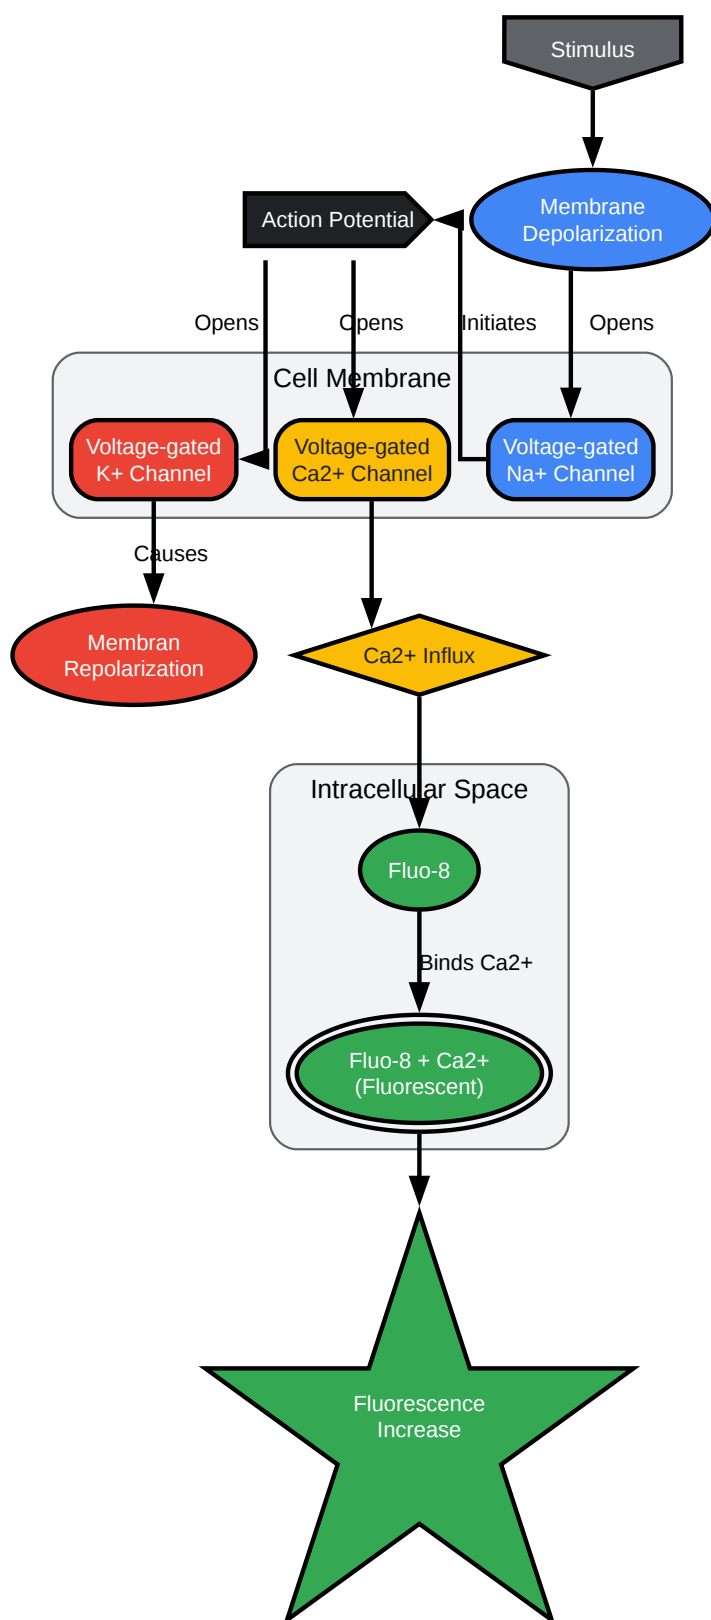 Stimulus
Action Potential
Membrane
Depolarization
Opens
Opens
Initiates
Opens
Cell Membrane
Voltage-gated
K+ Channel
Voltage-gated
Ca2+ Channel
Voltage-gated
Na+ Channel
Causes
Membran
Repolarization
Ca2+ Influx
Intracellular Space
Fluo-8
Binds Ca2+
Fluo-8 + Ca2+
(Fluorescent)
Fluorescence
Increase